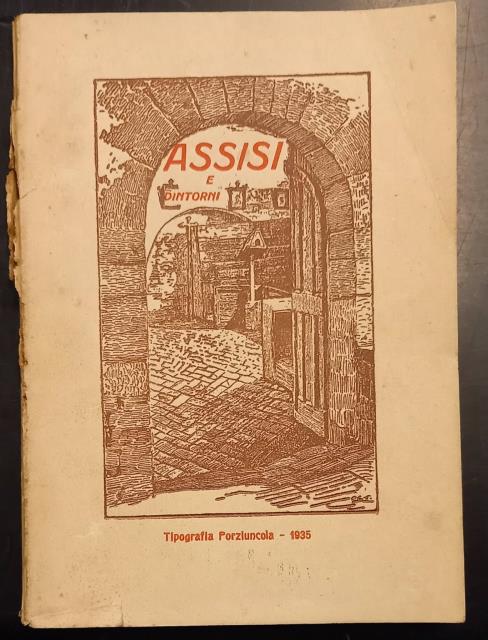 ASSISI
E
DINTORNI
Tipografia Porziuncola - 1935